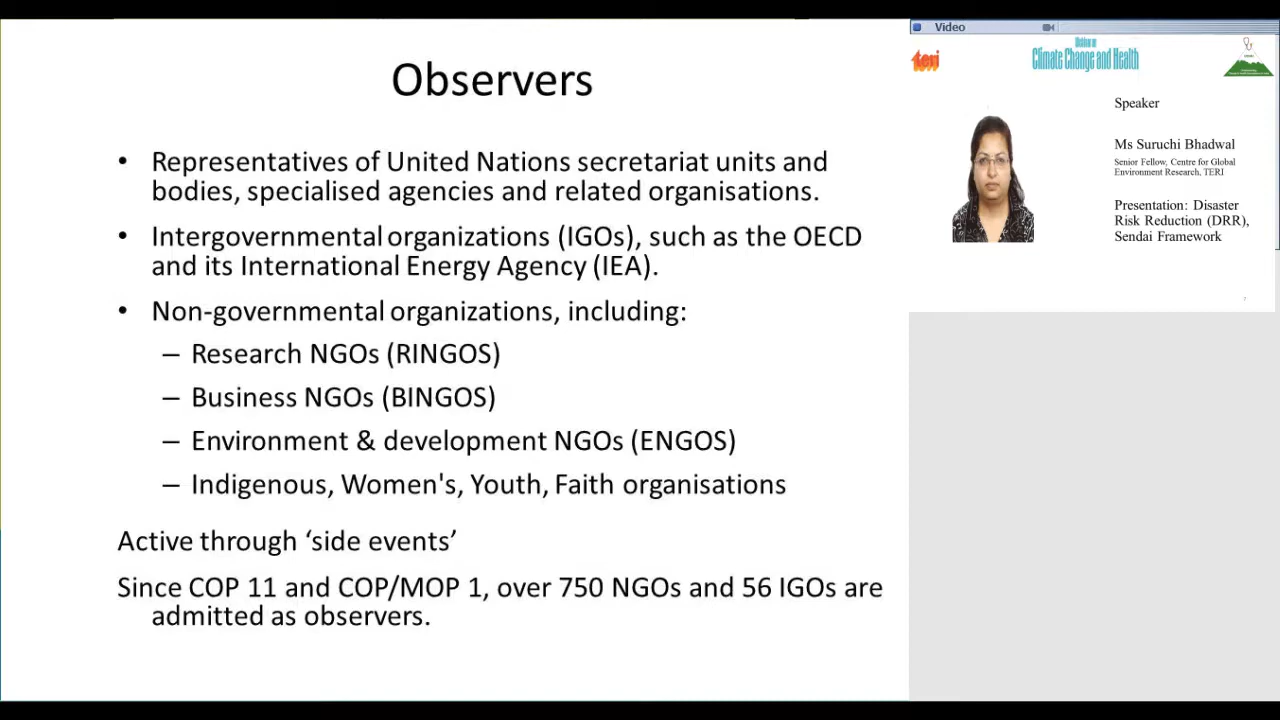 Observers
• Representatives of United Nations secretariat units and
bodies, specialised agencies and related organisations.
• Intergovernmental organizations (IGOs), such as the OECD
and its International Energy Agency (IEA).
• Non-governmental organizations, including:
– Research NGOs (RINGOS)
– Business NGOs (BINGOS)
– Environment & development NGOs (ENGOS)
– Indigenous, Women's, Youth, Faith organisations
Active through ‘side events’
Since COP 11 and COP/MOP 1, over 750 NGOs and 56 IGOs are
admitted as observers.
Video
teri
Climate Change and Health
Speaker
Ms Suruchi Bhadwal
Senior Fellow, Centre for Global
Environment Research, TERI
Presentation: Disaster
Risk Reduction (DRR),
Sendai Framework